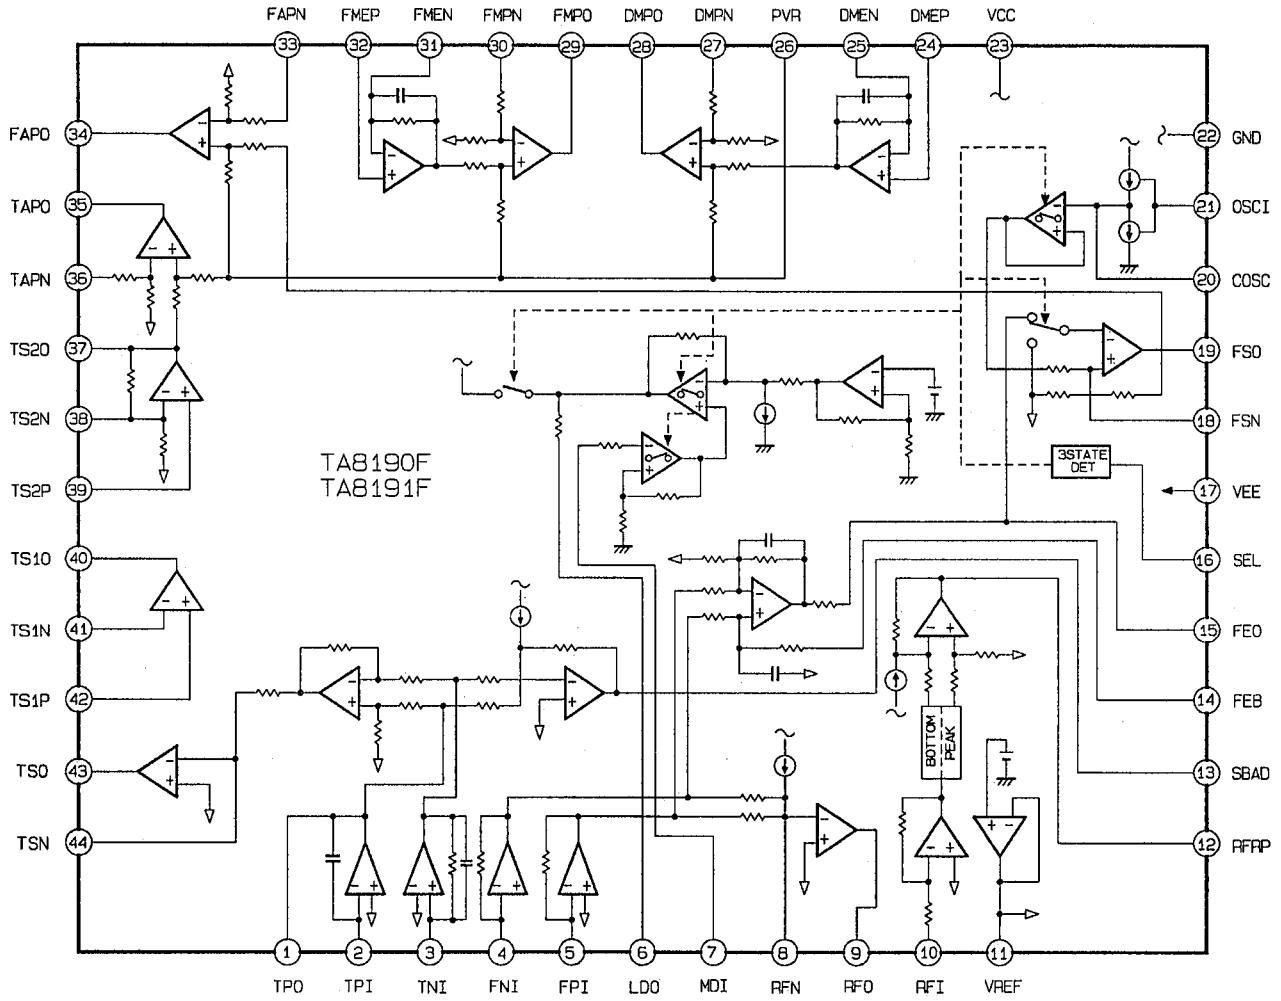 FAPN FMEP FMEN FMPN FMPO DMPO DMPN PVR DMEN DMEP VCC
33 32 31 30 29 28 27 26 25 24 23
FAPO 34
22 GND
TAPO 35
21 OSCI
TAPN 36
20 COSC
TS2O 37
19 FSO
TS2N 38
18 FSN
TA8190F
TA8191F
3STATE
DET
TS2P 39
17 VEE
TS1O 40
16 SEL
TS1N 41
15 FEO
TS1P 42
14 FEB
BOTTOM
PEAK
TSO 43
13 SBAD
TSN 44
12 RFRP
1 2 3 4 5 6 7 8 9 10 11
TPO TPI TNI FNI FPI LDO MDI RFN RFO RFI VREF